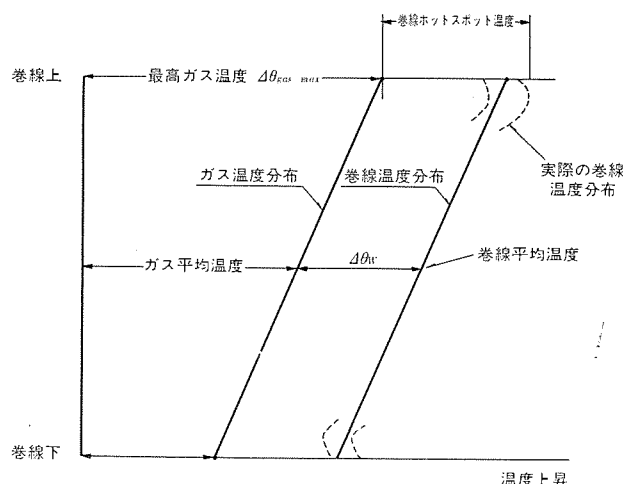 巻線ホットスポット温度
巻線上
最高ガス温度 Δθgas max
実際の巻線
温度分布
ガス温度分布
巻線温度分布
ガス平均温度
Δθw
巻線平均温度
巻線下
温度上昇